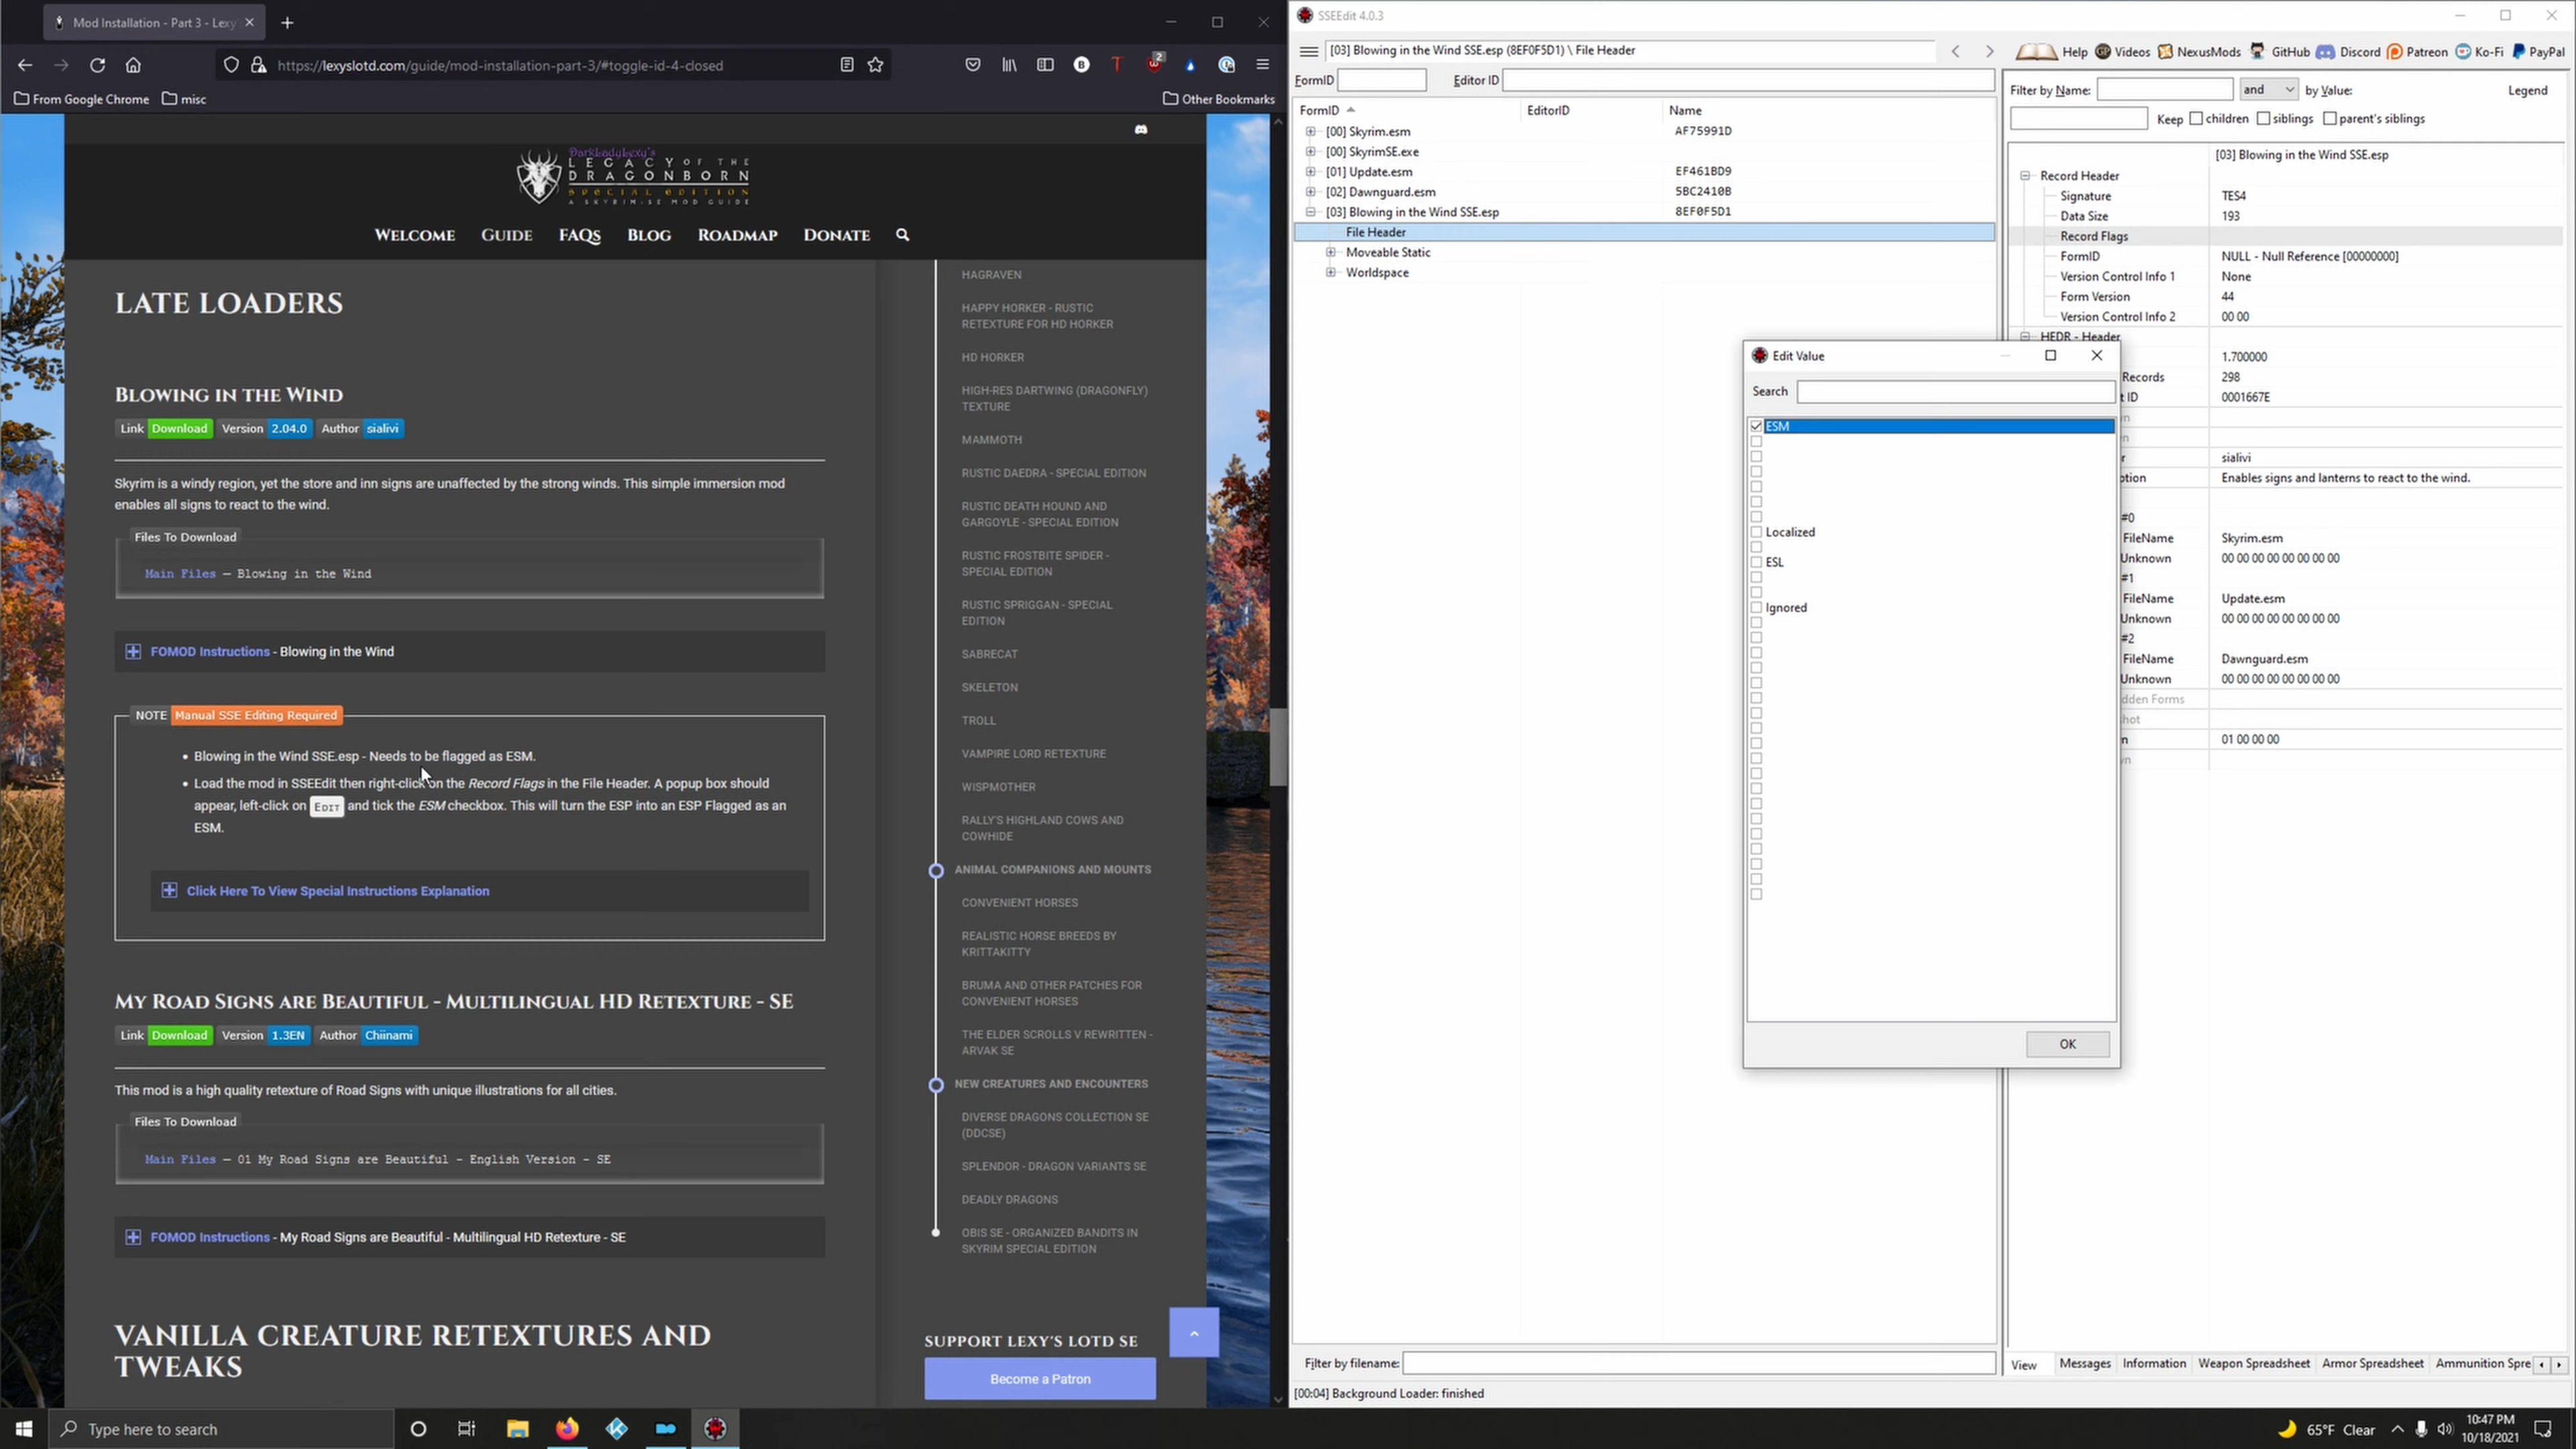 Mod Installation - Part 3 - Lexy
https://lexyslotd.com/guide/mod-installation-part-3/#toggle-id-4-closed
2
From Google Chrome
misc
Other Bookmarks
DarkLadyLexy's
LEGACY OF THE
DRAGONBORN
SPECIAL EDITION
A SKYRIM:SE MOD GUIDE
WELCOME
GUIDE
FAQS
BLOG
ROADMAP
DONATE
LATE LOADERS
BLOWING IN THE WIND
Link Download Version 2.04.0 Author sialivi
Skyrim is a windy region, yet the store and inn signs are unaffected by the strong winds. This simple immersion mod
enables all signs to react to the wind.
Files To Download
Main Files – Blowing in the Wind
FOMOD Instructions - Blowing in the Wind
NOTE Manual SSE Editing Required
• Blowing in the Wind SSE.esp - Needs to be flagged as ESM.
• Load the mod in SSEEdit then right-click on the Record Flags in the File Header. A popup box should
appear, left-click on EDIT and tick the ESM checkbox. This will turn the ESP into an ESP Flagged as an
ESM.
Click Here To View Special Instructions Explanation
MY ROAD SIGNS ARE BEAUTIFUL - MULTILINGUAL HD RETEXTURE - SE
Link Download Version 1.3EN Author Chiinami
This mod is a high quality retexture of Road Signs with unique illustrations for all cities.
Files To Download
Main Files – 01 My Road Signs are Beautiful - English Version - SE
FOMOD Instructions - My Road Signs are Beautiful - Multilingual HD Retexture - SE
VANILLA CREATURE RETEXTURES AND
TWEAKS
HAGRAVEN
HAPPY HORKER - RUSTIC
RETEXTURE FOR HD HORKER
HD HORKER
HIGH-RES DARTWING (DRAGONFLY)
TEXTURE
MAMMOTH
RUSTIC DAEDRA - SPECIAL EDITION
RUSTIC DEATH HOUND AND
GARGOYLE - SPECIAL EDITION
RUSTIC FROSTBITE SPIDER -
SPECIAL EDITION
RUSTIC SPRIGGAN - SPECIAL
EDITION
SABRECAT
SKELETON
TROLL
VAMPIRE LORD RETEXTURE
WISPMOTHER
RALLY'S HIGHLAND COWS AND
COWHIDE
ANIMAL COMPANIONS AND MOUNTS
CONVENIENT HORSES
REALISTIC HORSE BREEDS BY
KRITTAKITTY
BRUMA AND OTHER PATCHES FOR
CONVENIENT HORSES
THE ELDER SCROLLS V REWRITTEN -
ARVAK SE
NEW CREATURES AND ENCOUNTERS
DIVERSE DRAGONS COLLECTION SE
(DDCSE)
SPLENDOR - DRAGON VARIANTS SE
DEADLY DRAGONS
OBIS SE - ORGANIZED BANDITS IN
SKYRIM SPECIAL EDITION
SUPPORT LEXY'S LOTD SE
Become a Patron
SSEEdit 4.0.3
[03] Blowing in the Wind SSE.esp (8EF0F5D1) \ File Header
Help Videos NexusMods GitHub Discord Patreon Ko-Fi PayPal
FormID
Editor ID
FormID EditorID Name
[00] Skyrim.esm AF75991D
[00] SkyrimSE.exe
[01] Update.esm EF461BD9
[02] Dawnguard.esm 5BC2410B
[03] Blowing in the Wind SSE.esp 8EF0F5D1
File Header
Moveable Static
Worldspace
Filter by filename:
[00:04] Background Loader: finished
Filter by Name: and by Value: Legend
Keep children siblings parent's siblings
[03] Blowing in the Wind SSE.esp
Record Header
Signature TES4
Data Size 193
Record Flags
FormID NULL - Null Reference [00000000]
Version Control Info 1 None
Form Version 44
Version Control Info 2 00 00
HEDR - Header
1.700000
Records 298
t ID 0001667E
n
n
r sialivi
otion Enables signs and lanterns to react to the wind.
#0
FileName Skyrim.esm
Unknown 00 00 00 00 00 00 00 00
#1
FileName Update.esm
Unknown 00 00 00 00 00 00 00 00
#2
FileName Dawnguard.esm
Unknown 00 00 00 00 00 00 00 00
dden Forms
hot
n 01 00 00 00
n
Edit Value
Search
ESM
Localized
ESL
Ignored
OK
View Messages Information Weapon Spreadsheet Armor Spreadsheet Ammunition Spre
Type here to search
65°F Clear
10:47 PM
10/18/2021